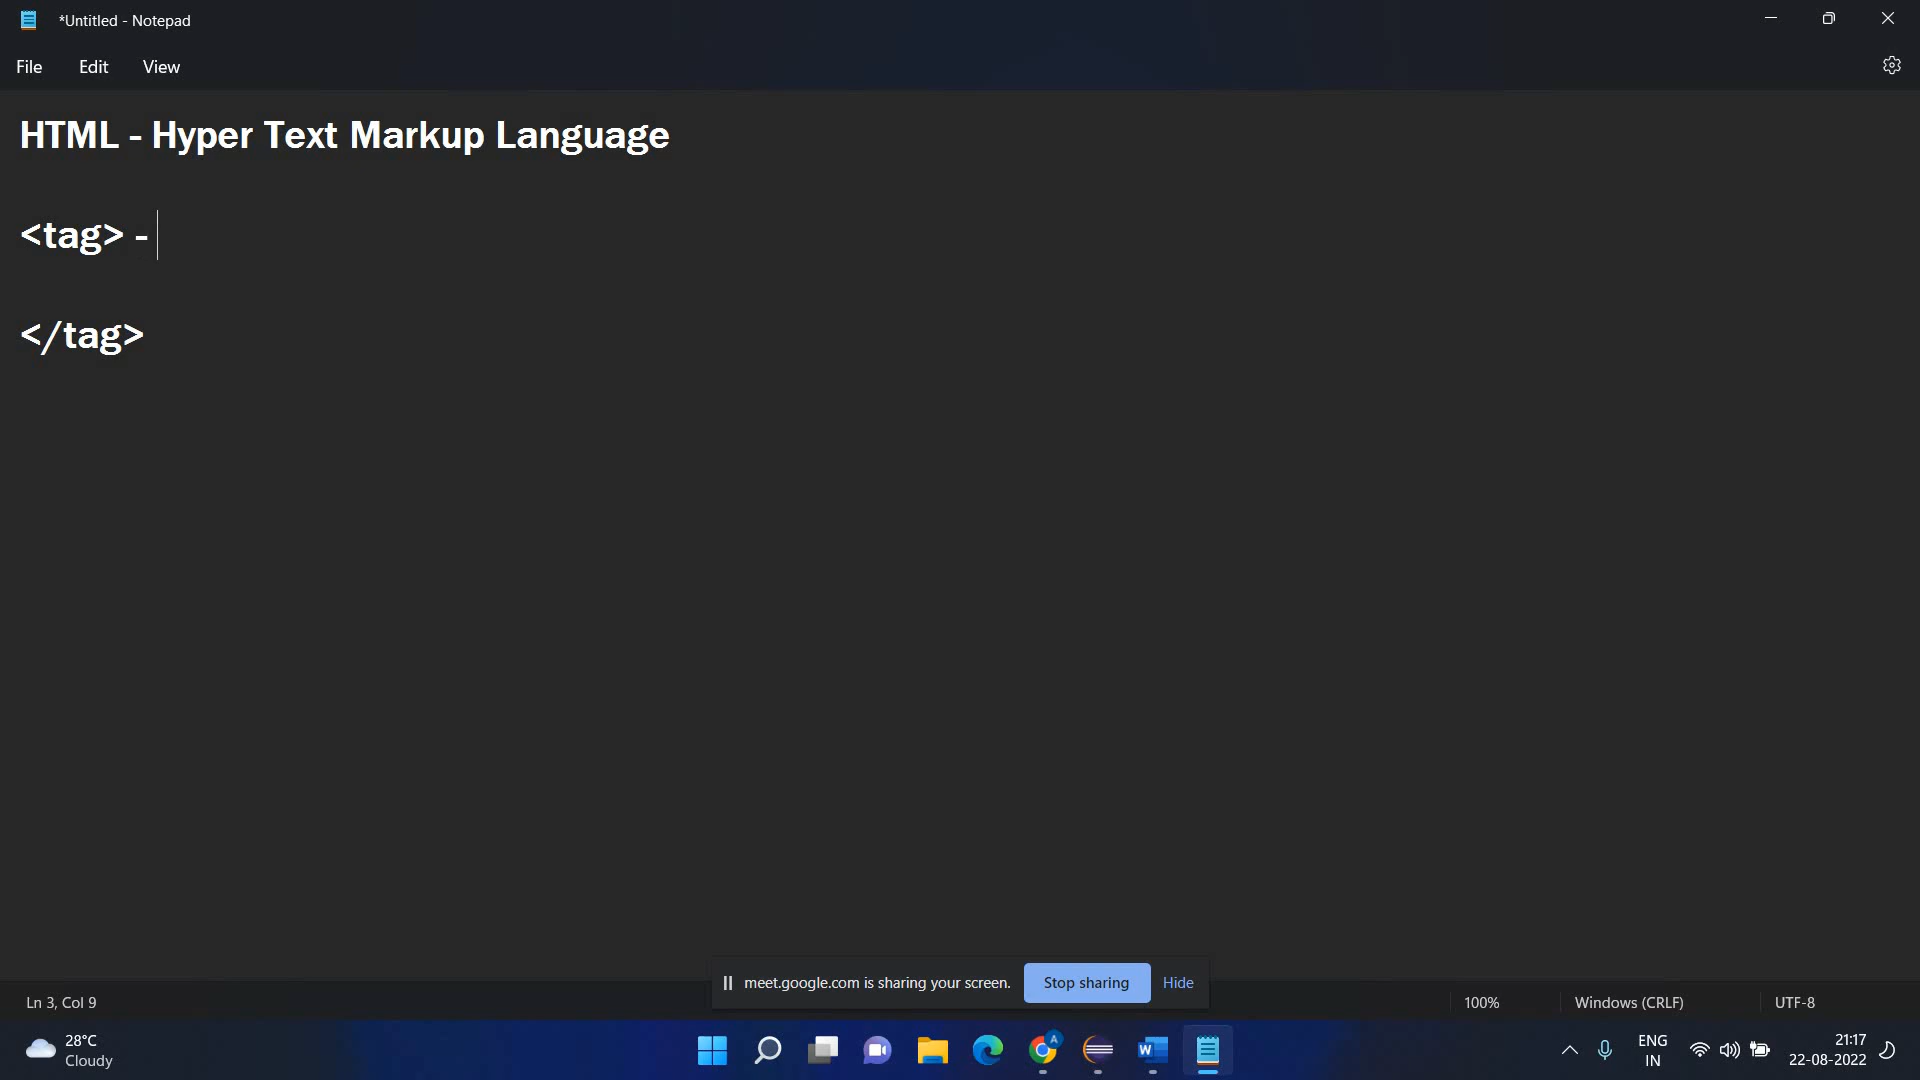 *Untitled - Notepad
File Edit View
HTML - Hyper Text Markup Language
<tag> -
</tag>
meet.google.com is sharing your screen. Stop sharing Hide
Ln 3, Col 9 100% Windows (CRLF) UTF-8
28°C
Cloudy
A
W
ENG
IN
21:17
22-08-2022